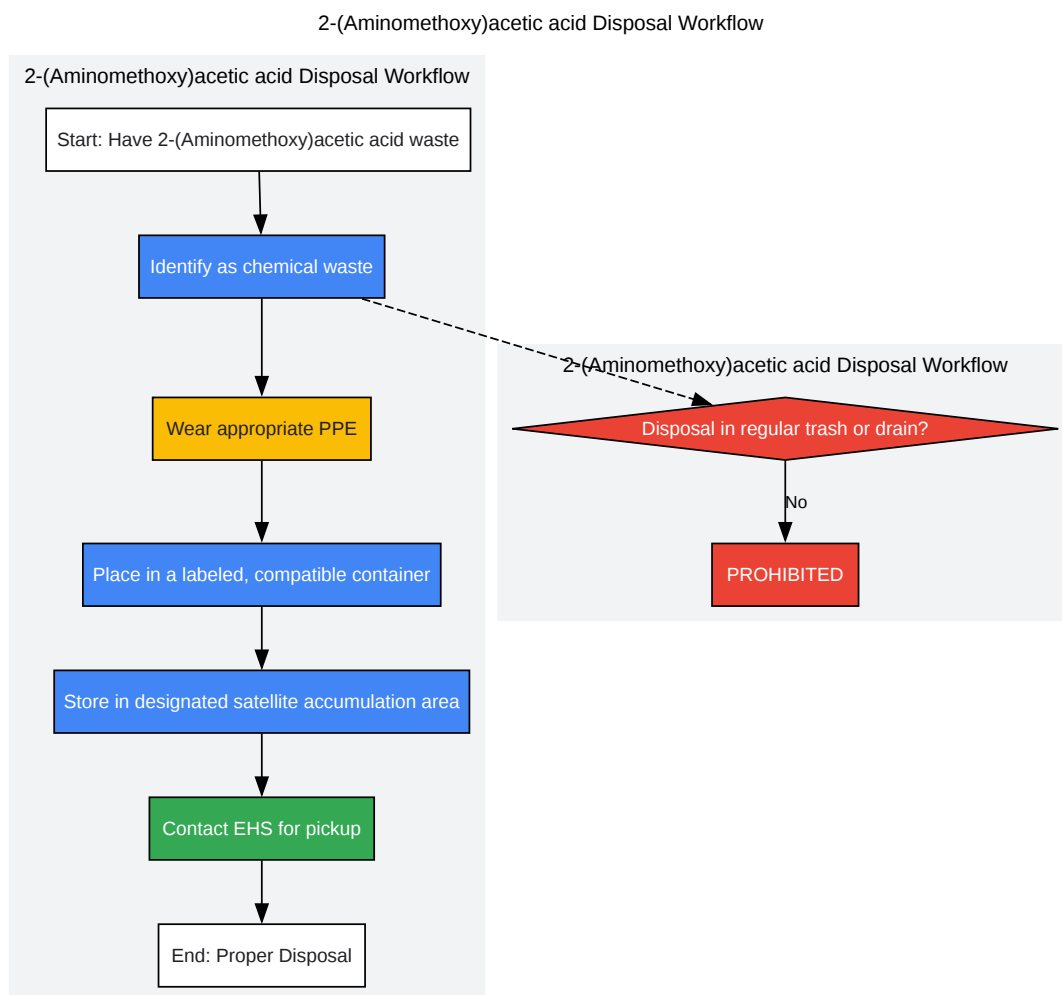 2-(Aminomethoxy)acetic acid Disposal Workflow
2-(Aminomethoxy)acetic acid Disposal Workflow
Start: Have 2-(Aminomethoxy)acetic acid waste
Identify as chemical waste
Wear appropriate PPE
Place in a labeled, compatible container
Store in designated satellite accumulation area
Contact EHS for pickup
End: Proper Disposal
2-(Aminomethoxy)acetic acid Disposal Workflow
Disposal in regular trash or drain?
No
PROHIBITED